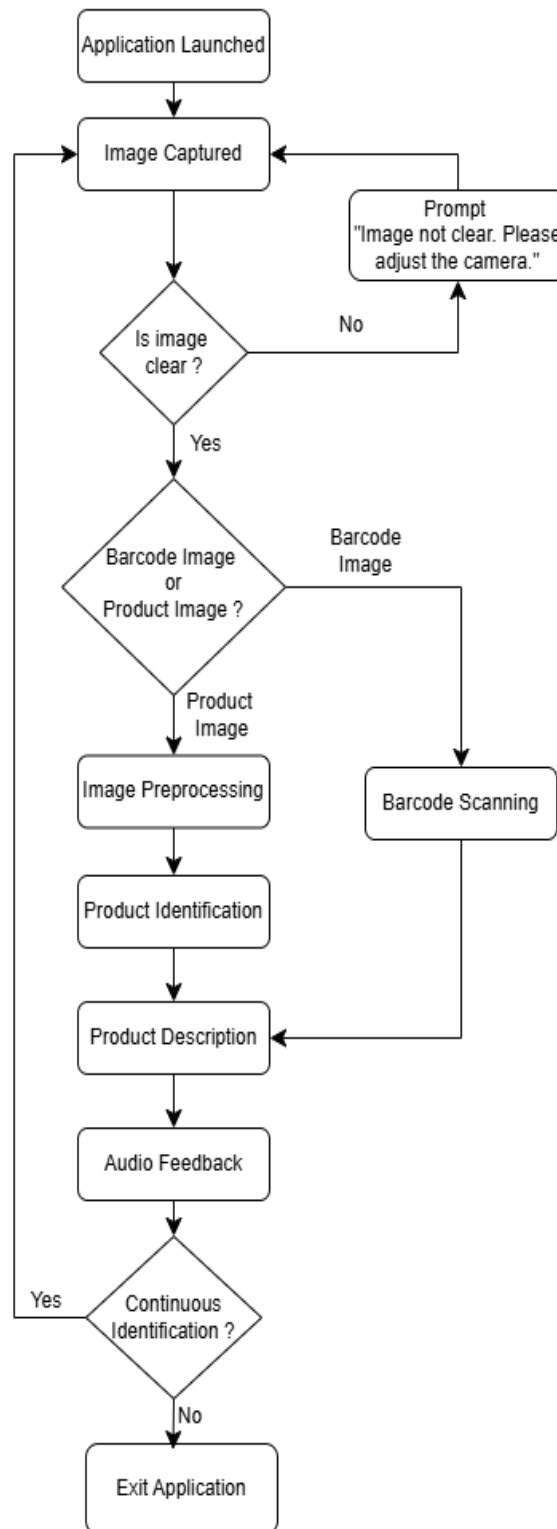 Application Launched
Image Captured
Prompt
"Image not clear. Please
adjust the camera."
Is image
clear ?
No
Yes
Barcode Image
or
Product Image ?
Barcode
Image
Product
Image
Image Preprocessing
Barcode Scanning
Product Identification
Product Description
Audio Feedback
Continuous
Identification ?
Yes
No
Exit Application